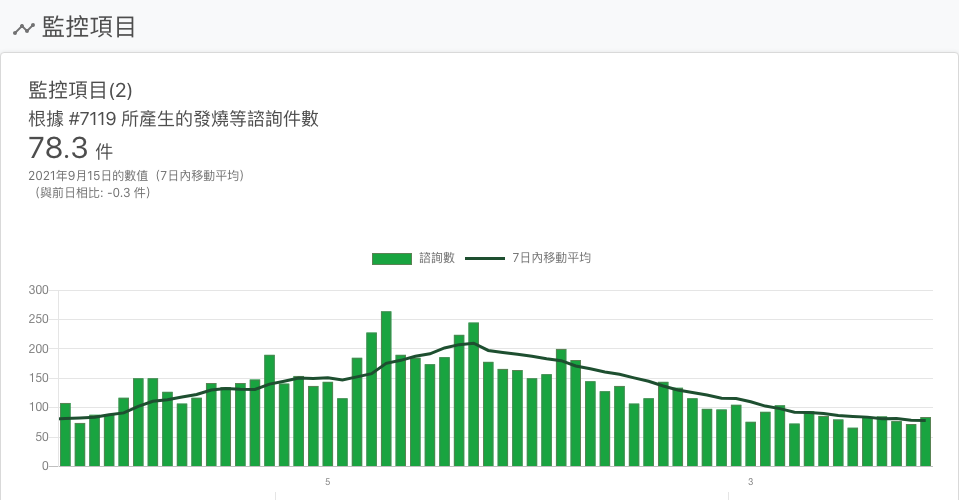 監控項目
監控項目(2)
根據 #7119 所產生的發燒等諮詢件數
78.3 件
2021年9月15日的數值（7日內移動平均）
（與前日相比: -0.3 件）
諮詢數 7日內移動平均
300
250
200
150
100
50
0
5 3